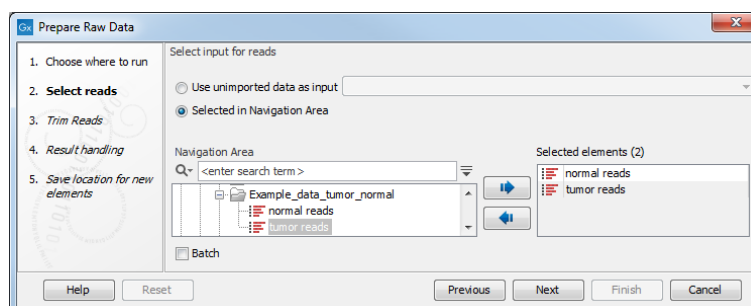 Gx Prepare Raw Data
1. Choose where to run
2. Select reads
3. Trim Reads
4. Result handling
5. Save location for new
elements
Select input for reads
Use unimported data as input
Selected in Navigation Area
Navigation Area
<enter search term>
Example_data_tumor_normal
normal reads
tumor reads
Batch
Selected elements (2)
normal reads
tumor reads
Help
Reset
Previous
Next
Finish
Cancel